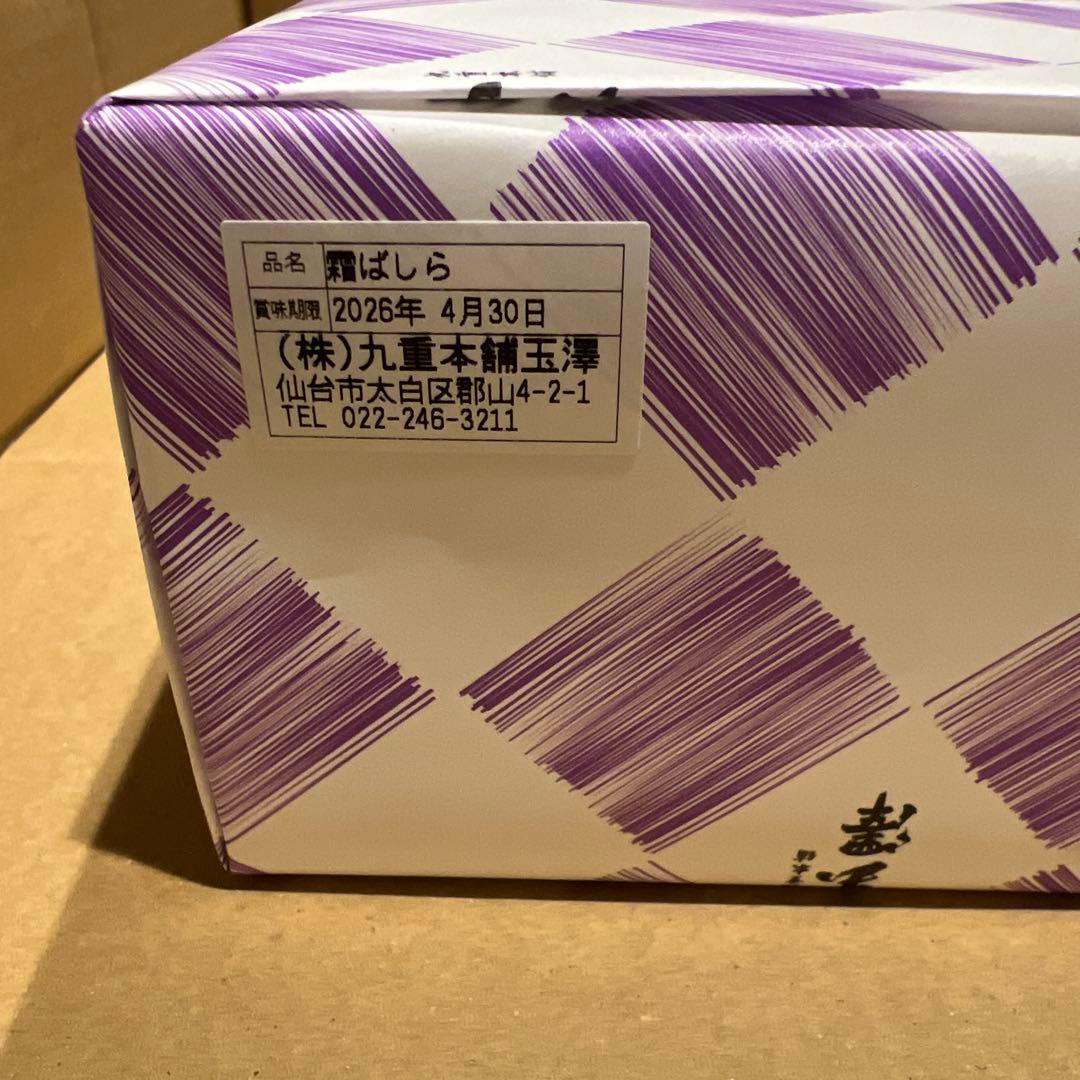 品名 霜ばしら
賞味期限 2026年 4月30日
(株)九重本舗玉澤
仙台市太白区郡山4-2-1
TEL 022-246-3211